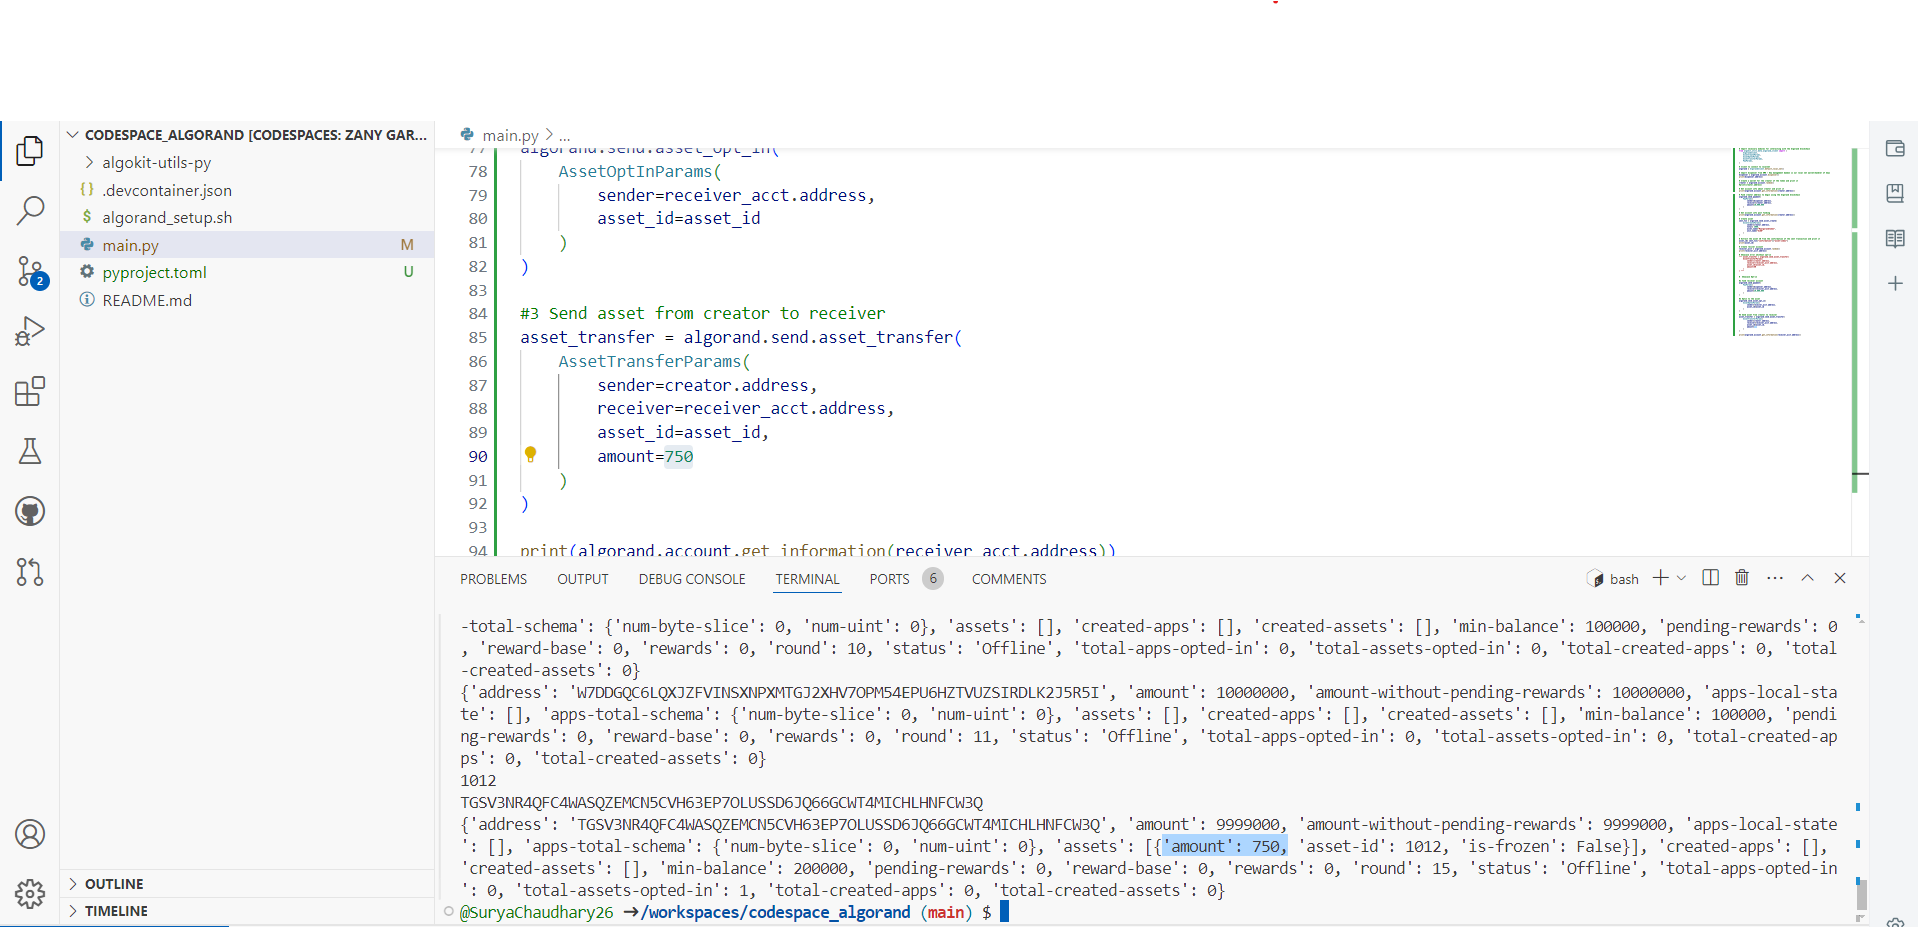 CODESPACE_ALGORAND [CODESPACES: ZANY GAR...
algokit-utils-py
{} .devcontainer.json
$ algorand_setup.sh
main.py M
pyproject.toml U
README.md
2
OUTLINE
TIMELINE
main.py > ...
77 algorand.send.asset_opt_in(
78 AssetOptInParams(
79 sender=receiver_acct.address,
80 asset_id=asset_id
81 )
82 )
83
84 #3 Send asset from creator to receiver
85 asset_transfer = algorand.send.asset_transfer(
86 AssetTransferParams(
87 sender=creator.address,
88 receiver=receiver_acct.address,
89 asset_id=asset_id,
90 amount=750
91 )
92 )
93
94 print(algorand.account.get_information(receiver_acct.address))
PROBLEMS OUTPUT DEBUG CONSOLE TERMINAL PORTS 6 COMMENTS
bash
-total-schema': {'num-byte-slice': 0, 'num-uint': 0}, 'assets': [], 'created-apps': [], 'created-assets': [], 'min-balance': 100000, 'pending-rewards': 0
, 'reward-base': 0, 'rewards': 0, 'round': 10, 'status': 'Offline', 'total-apps-opted-in': 0, 'total-assets-opted-in': 0, 'total-created-apps': 0, 'total
-created-assets': 0}
{'address': 'W7DDGQC6LQXJZFVINSXNPXMTGJ2XHV7OPM54EPU6HZTVUZSIRDLK2J5R5I', 'amount': 10000000, 'amount-without-pending-rewards': 10000000, 'apps-local-sta
te': [], 'apps-total-schema': {'num-byte-slice': 0, 'num-uint': 0}, 'assets': [], 'created-apps': [], 'created-assets': [], 'min-balance': 100000, 'pendi
ng-rewards': 0, 'reward-base': 0, 'rewards': 0, 'round': 11, 'status': 'Offline', 'total-apps-opted-in': 0, 'total-assets-opted-in': 0, 'total-created-ap
ps': 0, 'total-created-assets': 0}
1012
TGSV3NR4QFC4WASQZEMCN5CVH63EP7OLUSSD6JQ66GCWT4MICHLHNFCW3Q
{'address': 'TGSV3NR4QFC4WASQZEMCN5CVH63EP7OLUSSD6JQ66GCWT4MICHLHNFCW3Q', 'amount': 9999000, 'amount-without-pending-rewards': 9999000, 'apps-local-state
': [], 'apps-total-schema': {'num-byte-slice': 0, 'num-uint': 0}, 'assets': [{'amount': 750, 'asset-id': 1012, 'is-frozen': False}], 'created-apps': [],
'created-assets': [], 'min-balance': 200000, 'pending-rewards': 0, 'reward-base': 0, 'rewards': 0, 'round': 15, 'status': 'Offline', 'total-apps-opted-in
': 0, 'total-assets-opted-in': 1, 'total-created-apps': 0, 'total-created-assets': 0}
@SuryaChaudhary26 →/workspaces/codespace_algorand (main) $